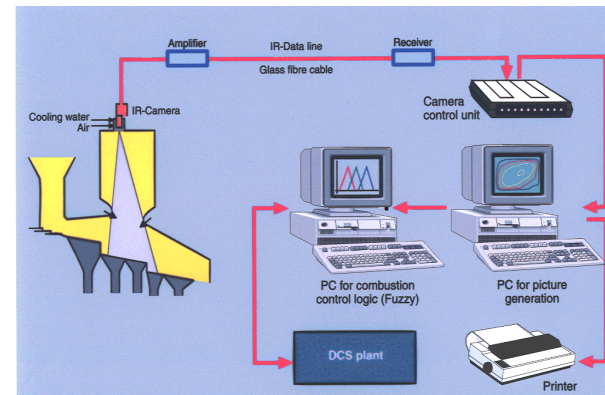 Amplifier
IR-Data line
Receiver
Glass fibre cable
IR-Camera
Cooling water
Air
Camera
control unit
PC for combustion
control logic (Fuzzy)
PC for picture
generation
DCS plant
Printer